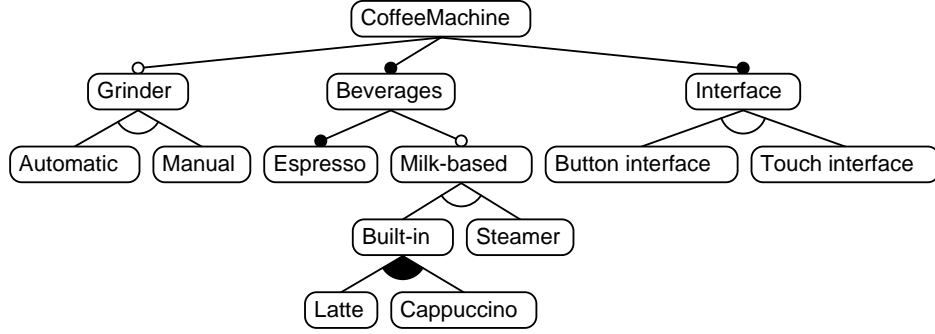 CoffeeMachine
Grinder
Beverages
Interface
Automatic
Manual
Espresso
Milk-based
Button interface
Touch interface
Built-in
Steamer
Latte
Cappuccino